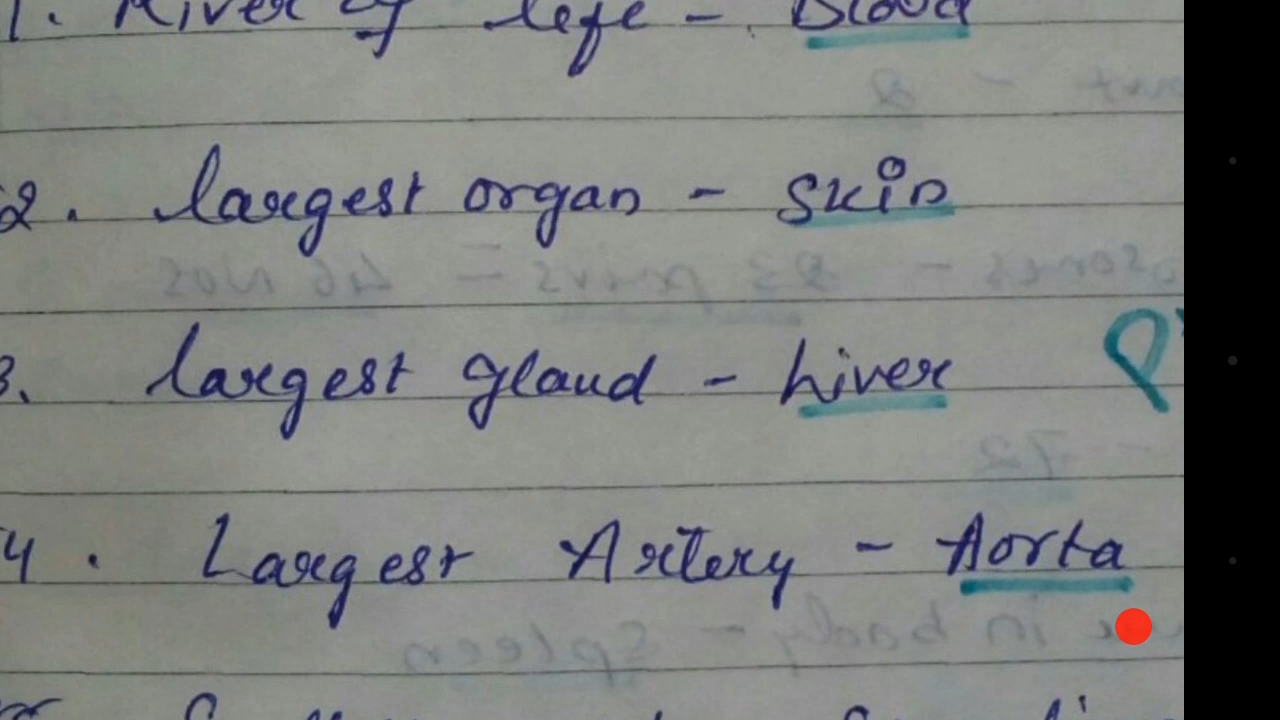 1. River of life - Blood
2. largest organ - Skin
3. largest gland - Liver
4. Largest Artery - Aorta